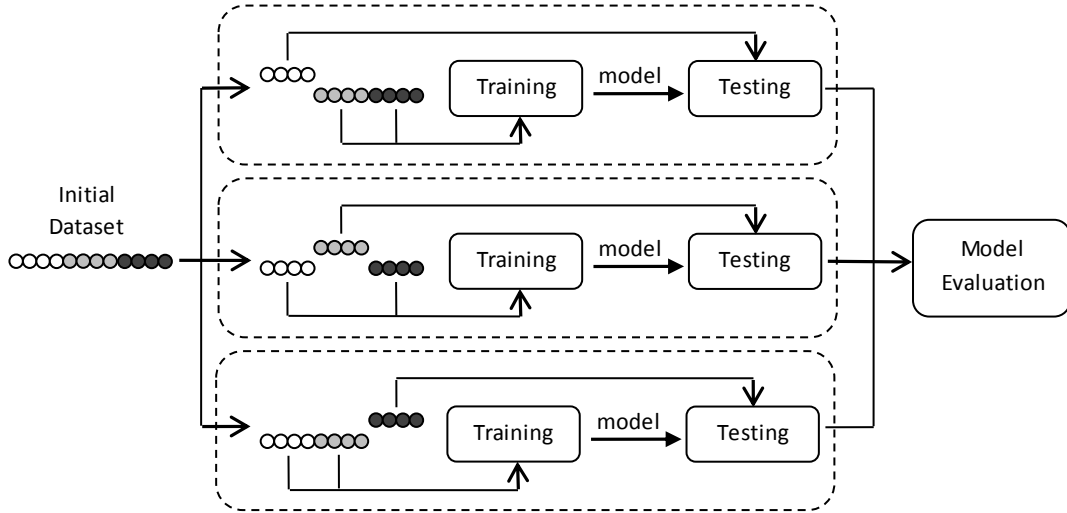 Training
model
Testing
Initial
Dataset
Training
model
Testing
Model
Evaluation
Training
model
Testing